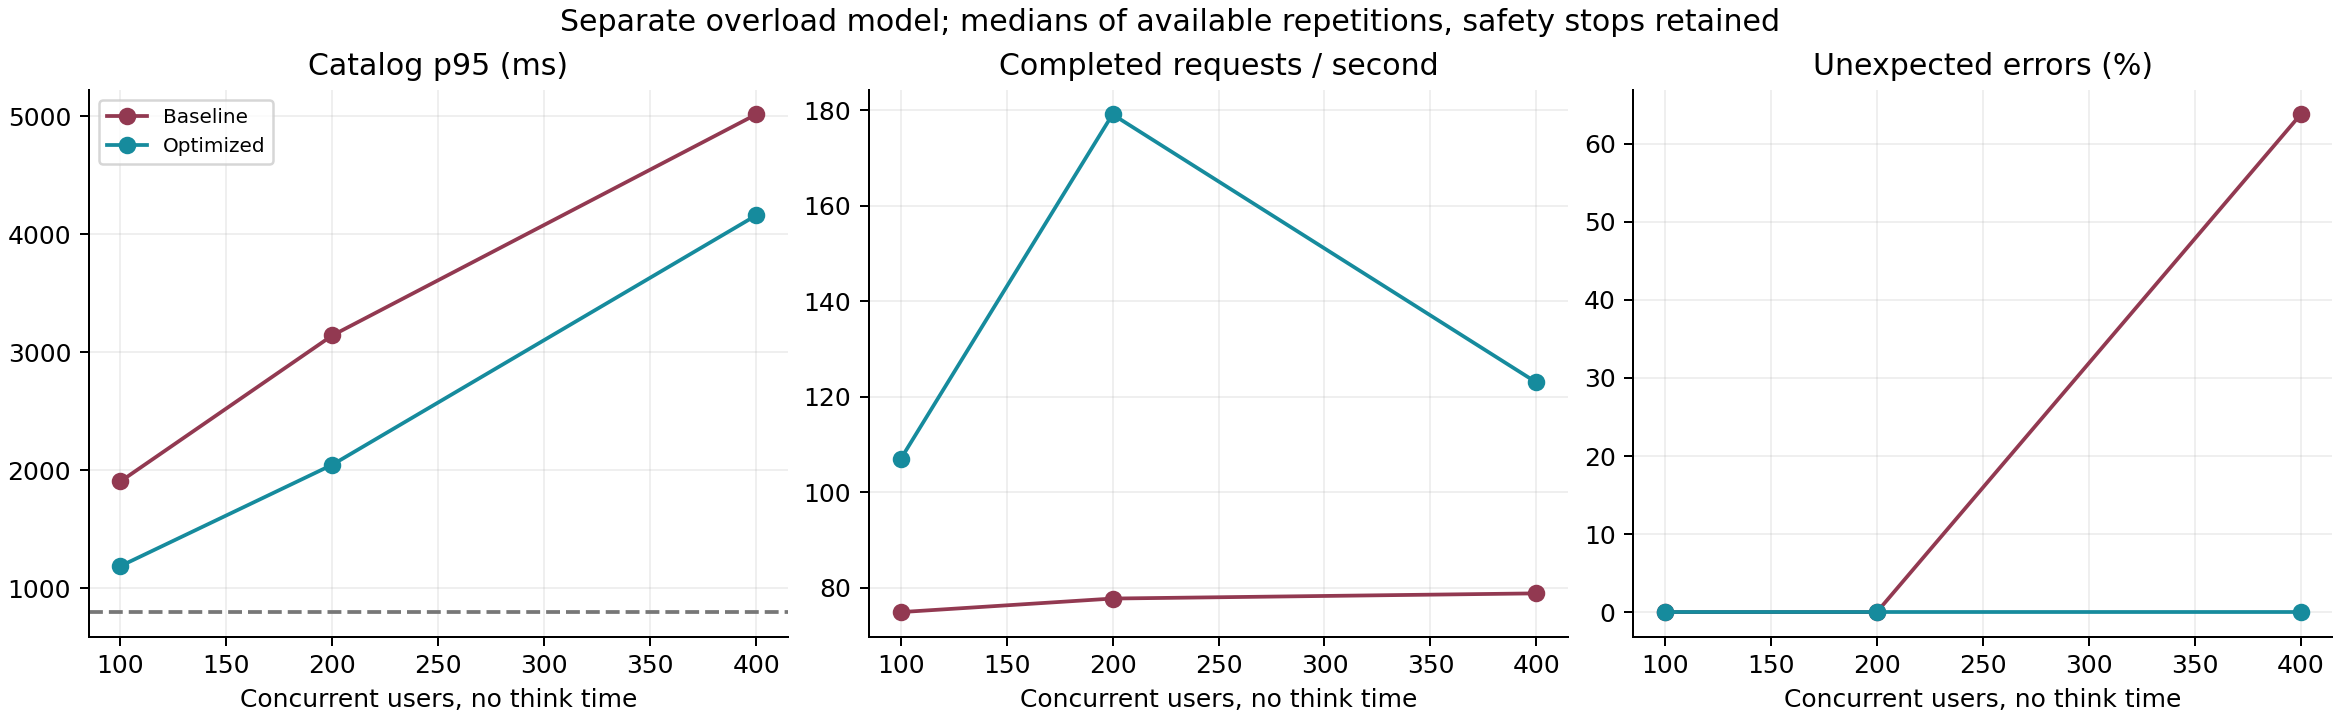 Separate overload model; medians of available repetitions, safety stops retained
Catalog p95 (ms)
Baseline
Optimized
5000
4000
3000
2000
1000
100 150 200 250 300 350 400
Concurrent users, no think time
Completed requests / second
180
160
140
120
100
80
100 150 200 250 300 350 400
Concurrent users, no think time
Unexpected errors (%)
60
50
40
30
20
10
0
100 150 200 250 300 350 400
Concurrent users, no think time